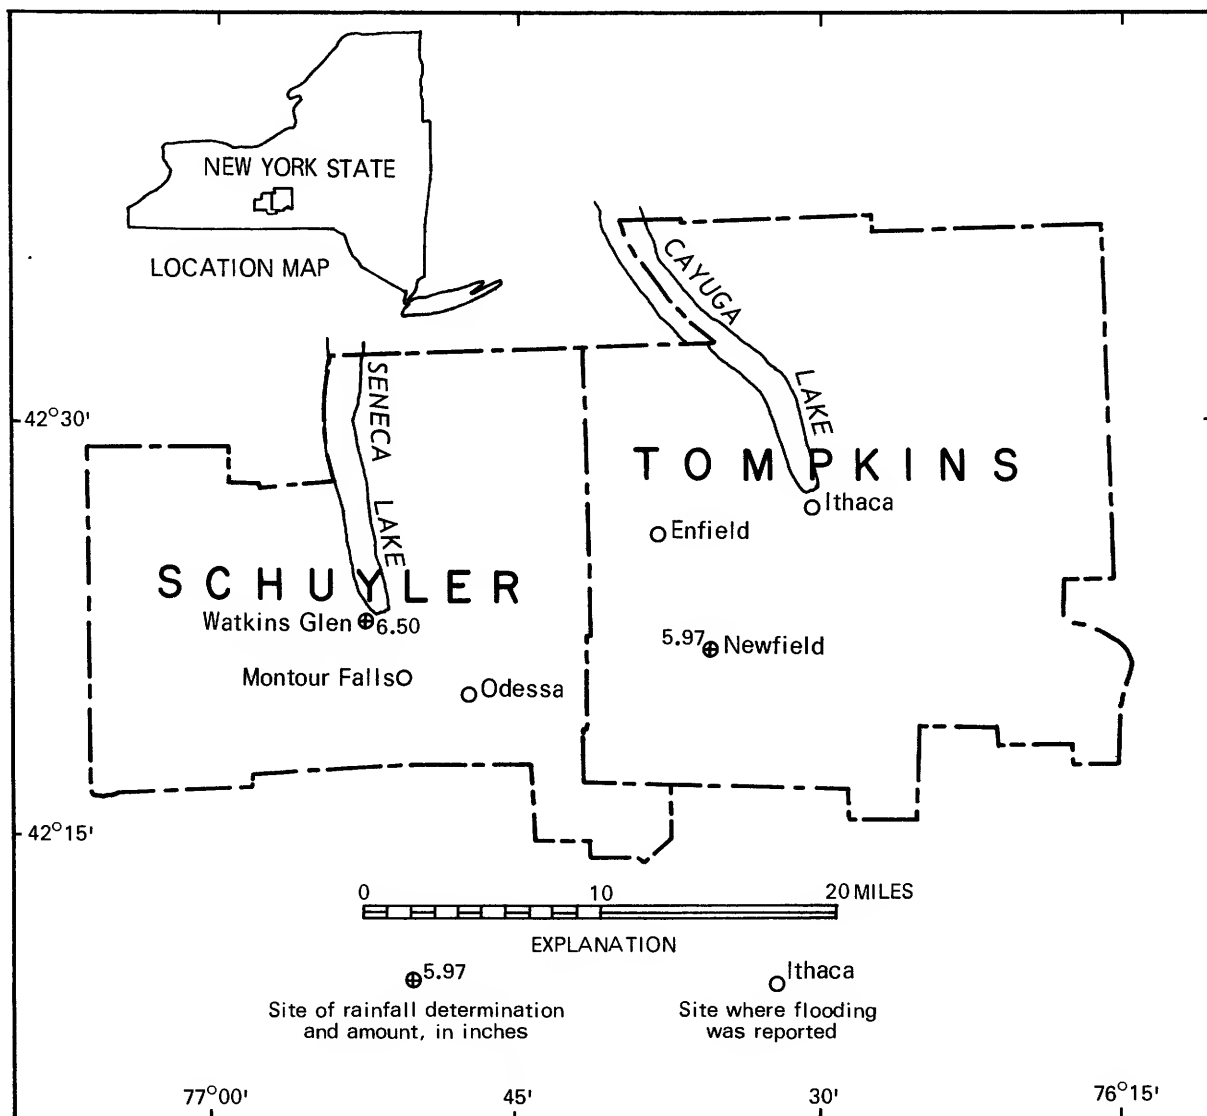 NEW YORK STATE
LOCATION MAP
CAYUGA
LAKE
SENECA
LAKE
42°30'
TOMPKINS
Ithaca
Enfield
SCHUYLER
Watkins Glen 6.50
5.97 Newfield
Montour Falls
Odessa
42°15'
0 10 20 MILES
EXPLANATION
5.97
Site of rainfall determination
and amount, in inches
Ithaca
Site where flooding
was reported
77°00' 45' 30' 76°15'